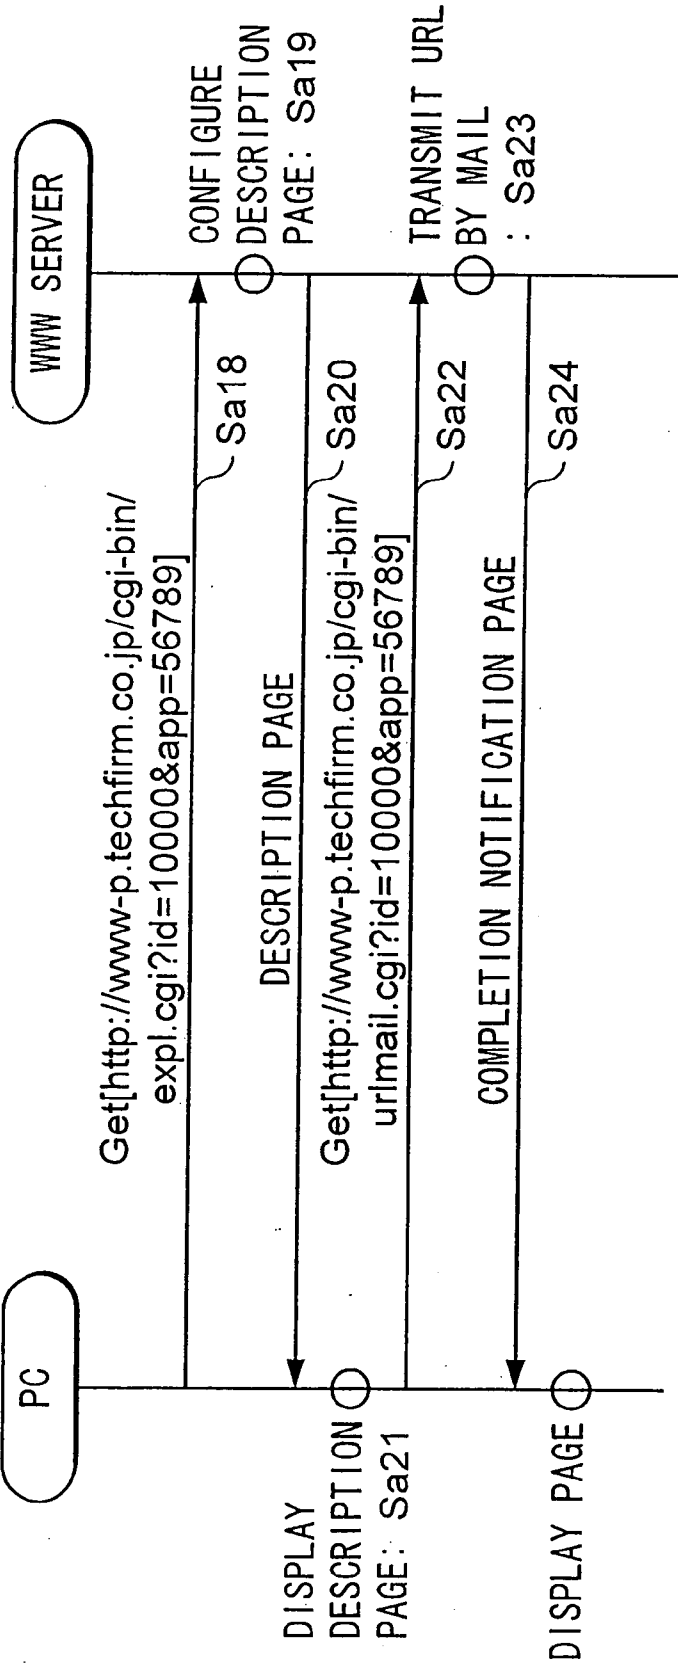 PC
WWW SERVER
Get[http://www-p.techfirm.co.jp/cgi-bin/
expl.cgi?id=10000&app=56789]
Sa18
CONFIGURE
DESCRIPTION
PAGE: Sa19
DESCRIPTION PAGE
Sa20
DISPLAY
DESCRIPTION
PAGE: Sa21
Get[http://www-p.techfirm.co.jp/cgi-bin/
urlmail.cgi?id=10000&app=56789]
Sa22
TRANSMIT URL
BY MAIL
: Sa23
COMPLETION NOTIFICATION PAGE
Sa24
DISPLAY PAGE